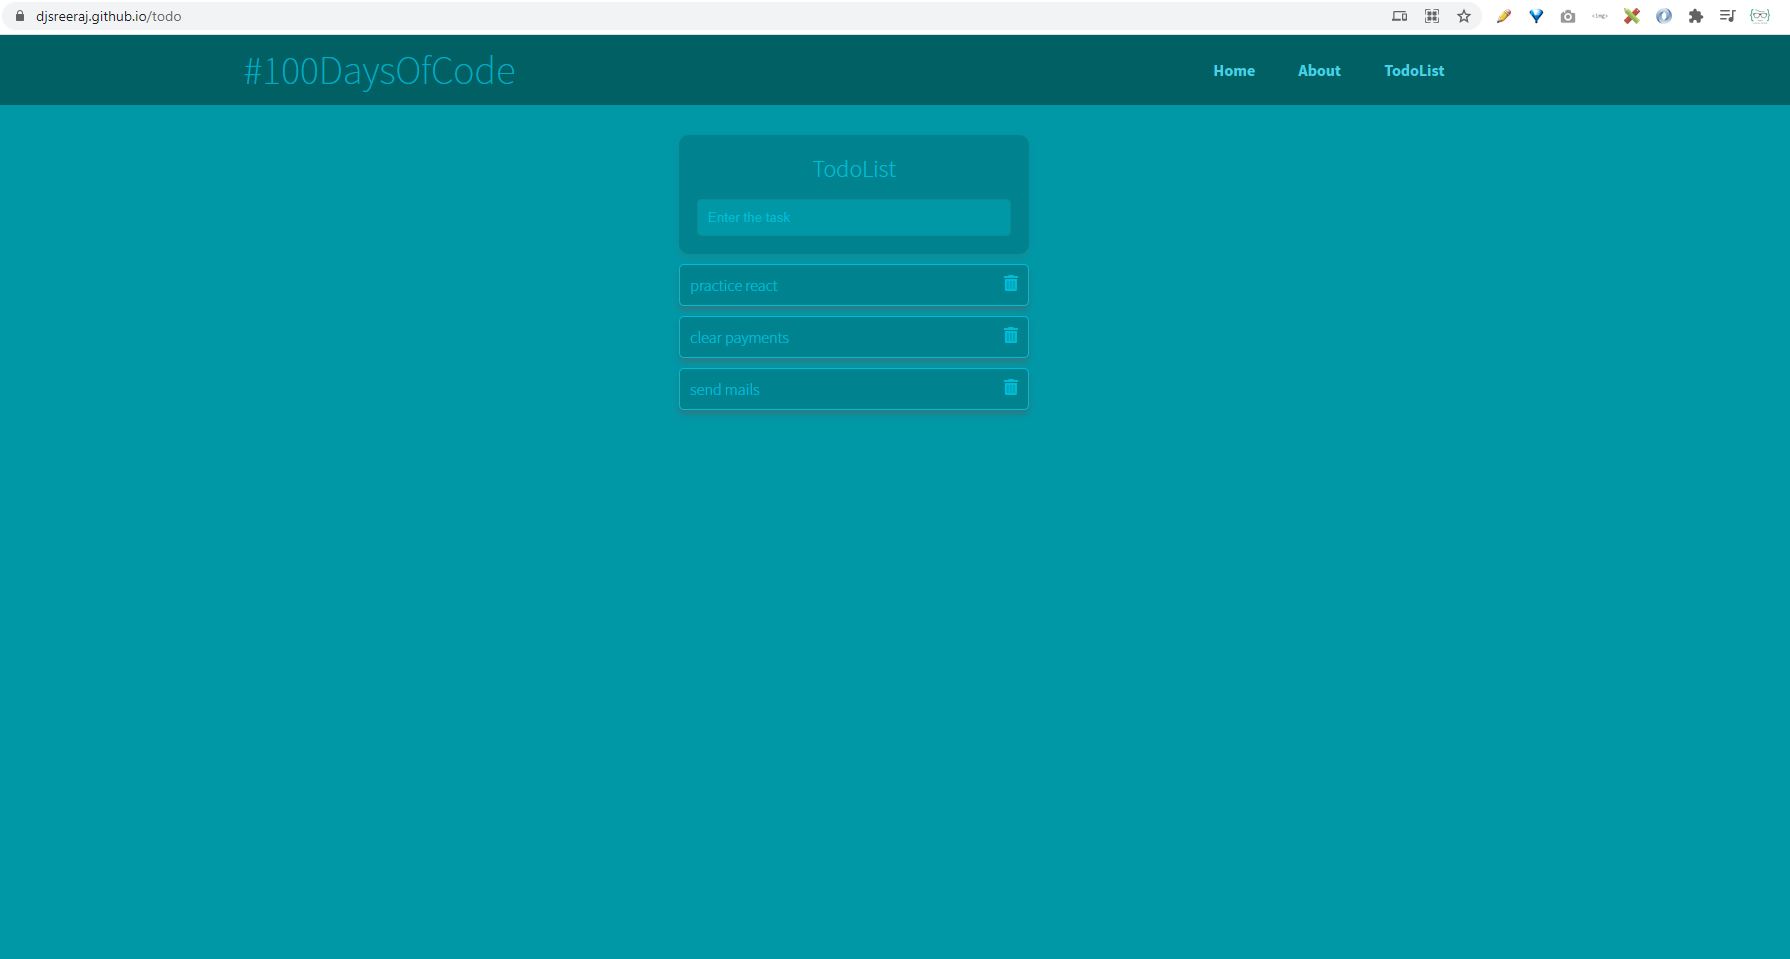 djsreeraj.github.io/todo
#100DaysOfCode
Home About TodoList
TodoList
Enter the task
practice react
clear payments
send mails